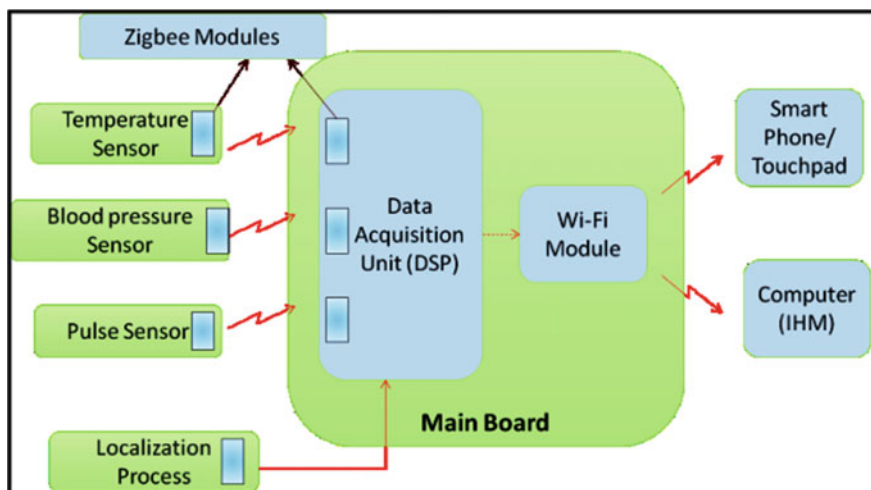 Zigbee Modules
Temperature
Sensor
Blood pressure
Sensor
Pulse Sensor
Localization
Process
Data
Acquisition
Unit (DSP)
Wi-Fi
Module
Main Board
Smart
Phone/
Touchpad
Computer
(IHM)